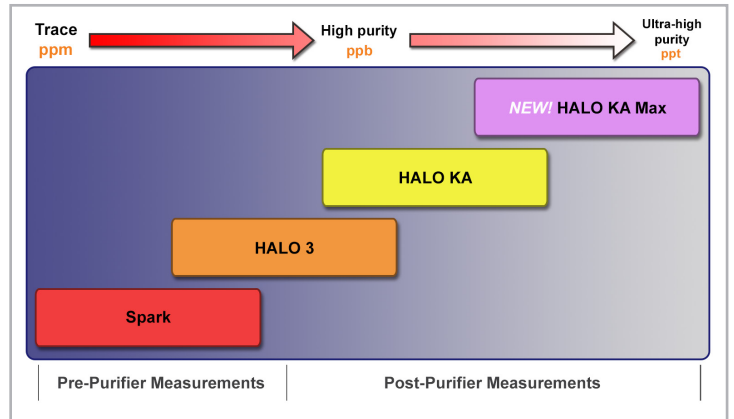 Trace
ppm
High purity
ppb
Ultra-high
purity
ppt
NEW! HALO KA Max
HALO KA
HALO 3
Spark
Pre-Purifier Measurements
Post-Purifier Measurements